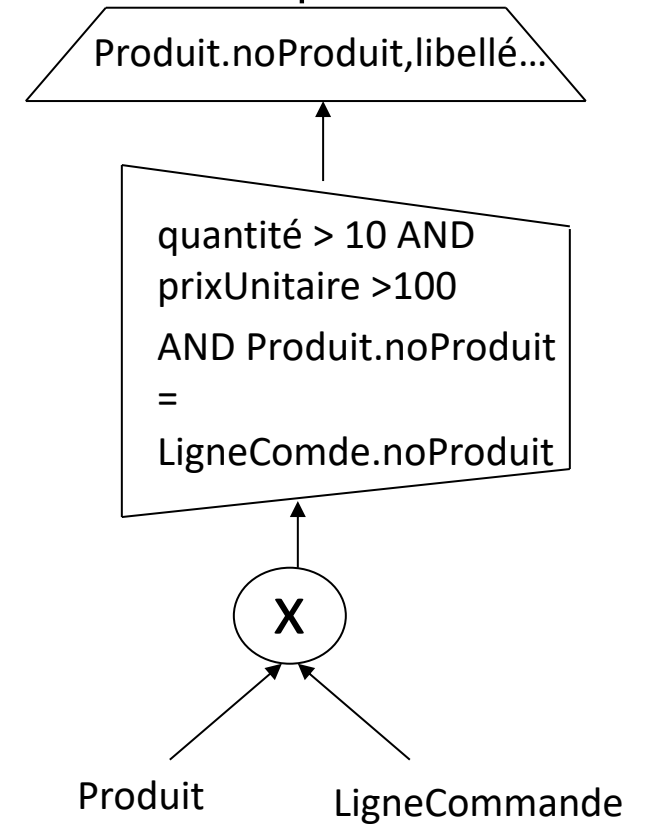 Produit.noProduit,libellé...
quantité > 10 AND
prixUnitaire >100
AND Produit.noProduit
=
LigneComde.noProduit
X
Produit
LigneCommande